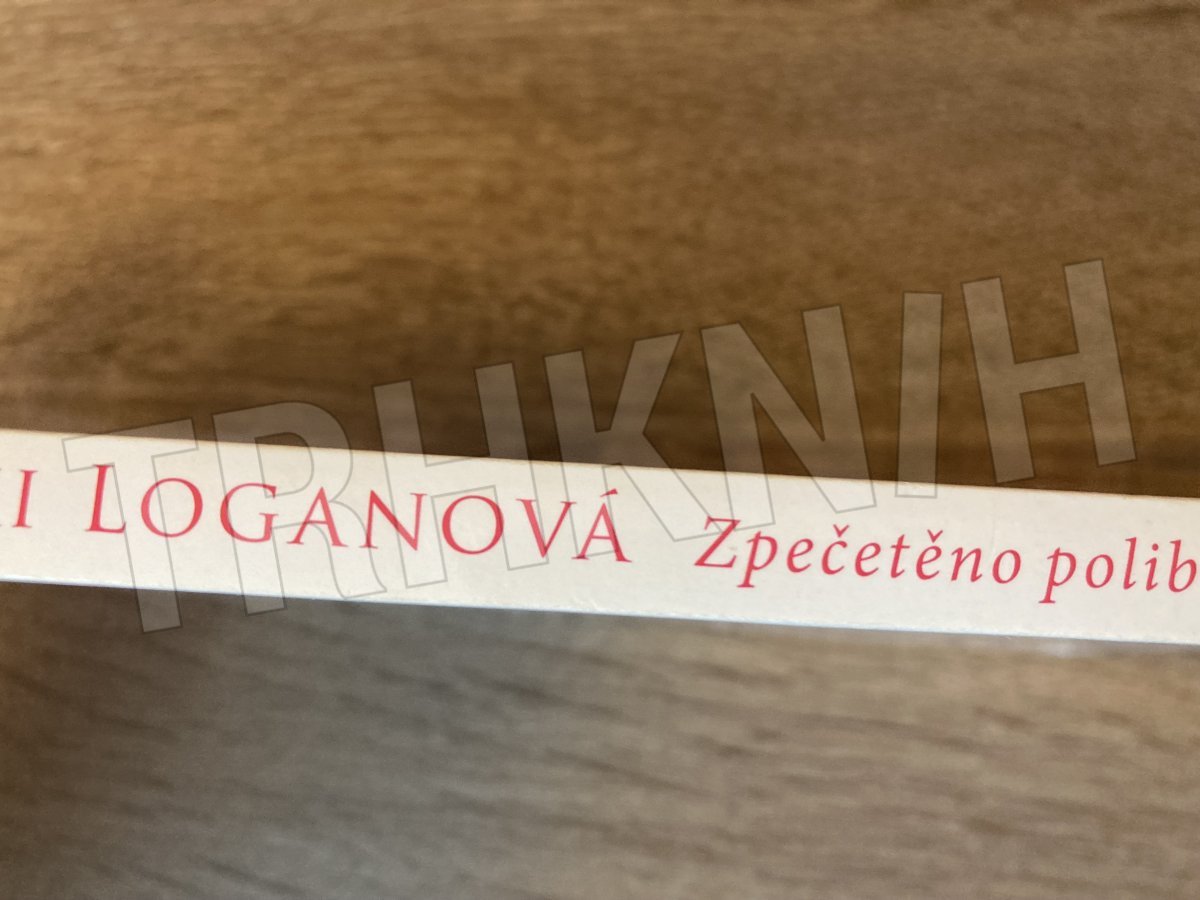 TRHKNIH
I LOGANOVÁ Zpečetěno polib